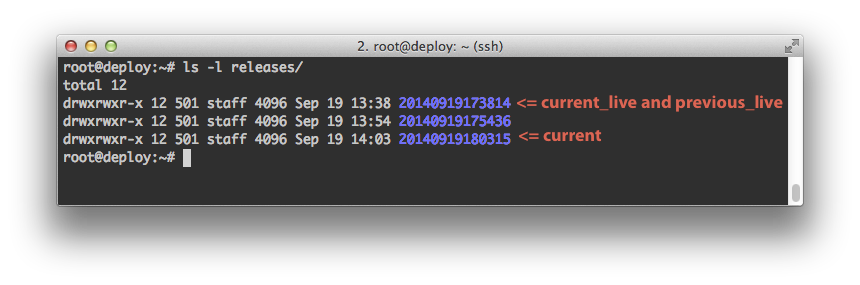 2. root@deploy: ~ (ssh)
root@deploy:~# ls -l releases/
total 12
drwxrwxr-x 12 501 staff 4096 Sep 19 13:38 20140919173814 <= current_live and previous_live
drwxrwxr-x 12 501 staff 4096 Sep 19 13:54 20140919175436
drwxrwxr-x 12 501 staff 4096 Sep 19 14:03 20140919180315 <= current
root@deploy:~#